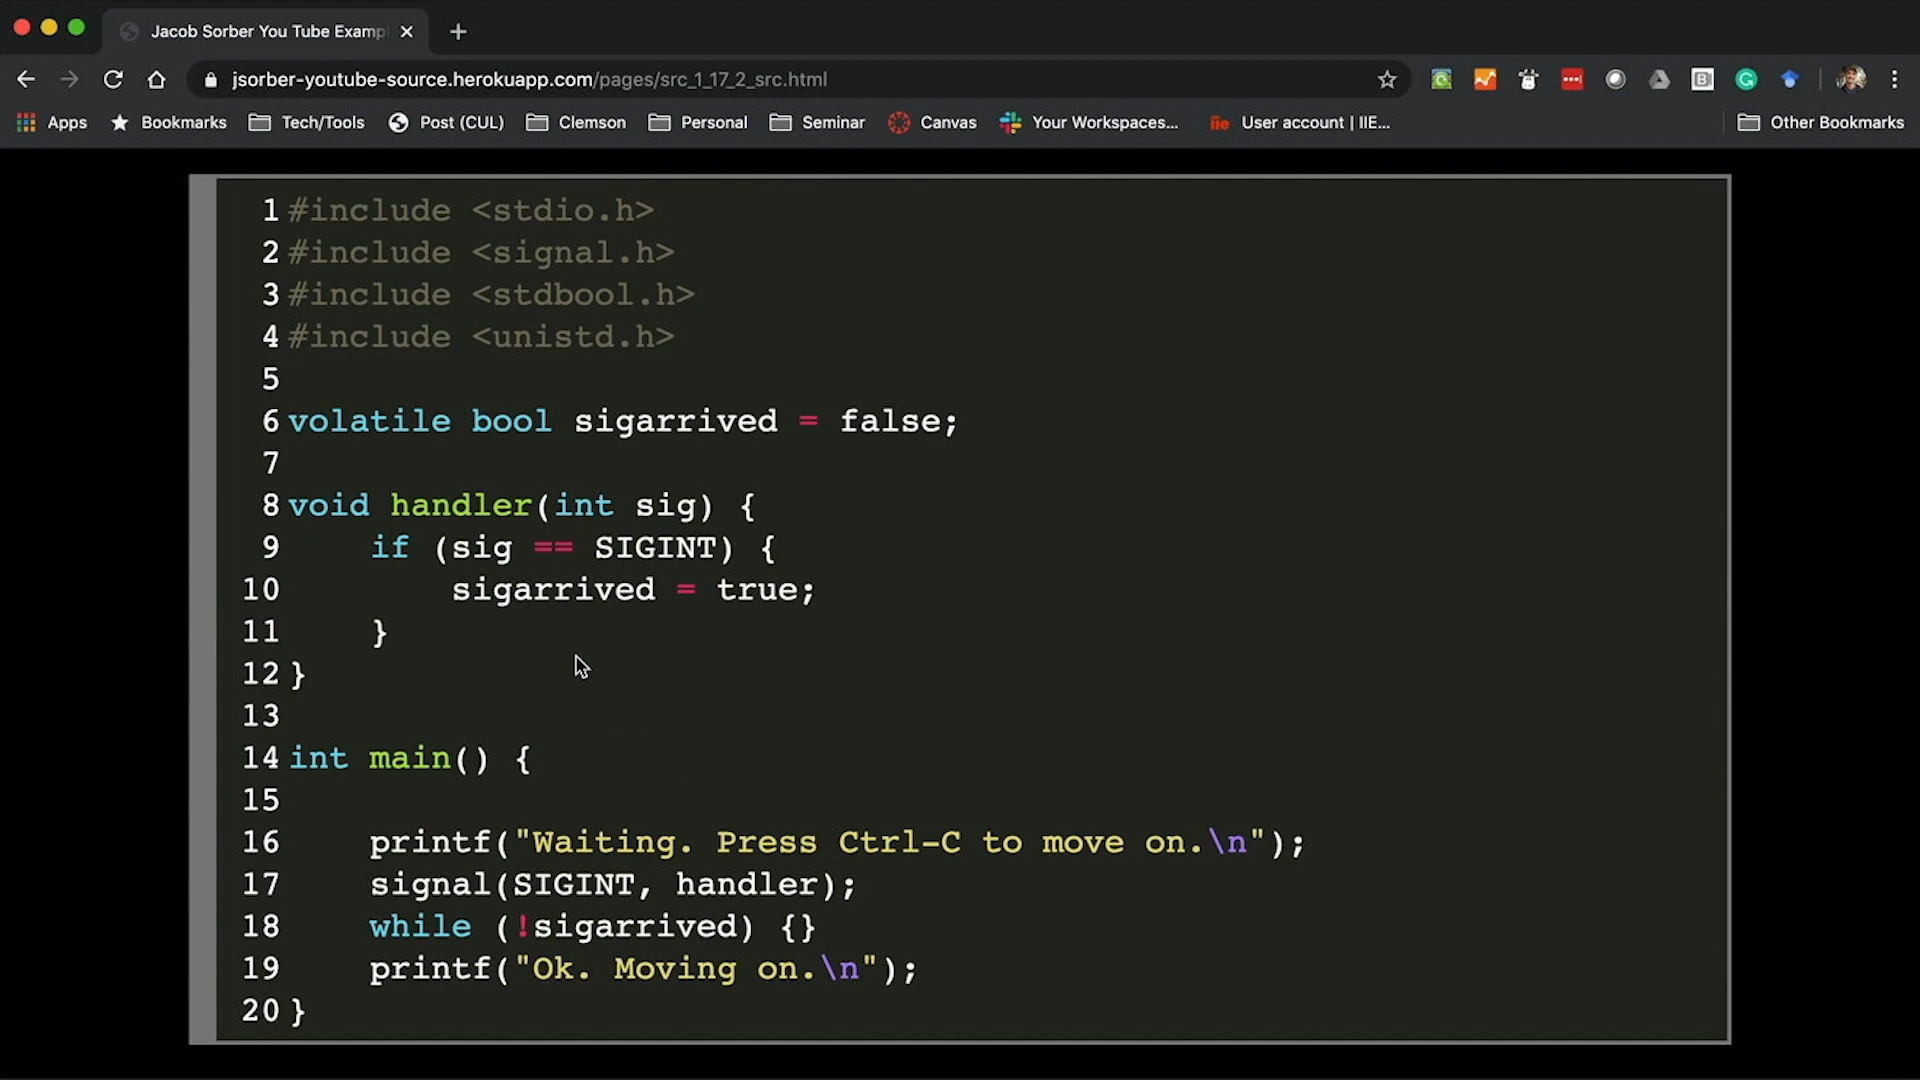 Jacob Sorber You Tube Examp
jsorber-youtube-source.herokuapp.com/pages/src_1_17_2_src.html
Apps Bookmarks Tech/Tools Post (CUL) Clemson Personal Seminar Canvas Your Workspaces... User account | IIE... Other Bookmarks
1 #include <stdio.h>
2 #include <signal.h>
3 #include <stdbool.h>
4 #include <unistd.h>
5
6 volatile bool sigarrived = false;
7
8 void handler(int sig) {
9     if (sig == SIGINT) {
10         sigarrived = true;
11     }
12 }
13
14 int main() {
15
16     printf("Waiting. Press Ctrl-C to move on.\n");
17     signal(SIGINT, handler);
18     while (!sigarrived) {}
19     printf("Ok. Moving on.\n");
20 }